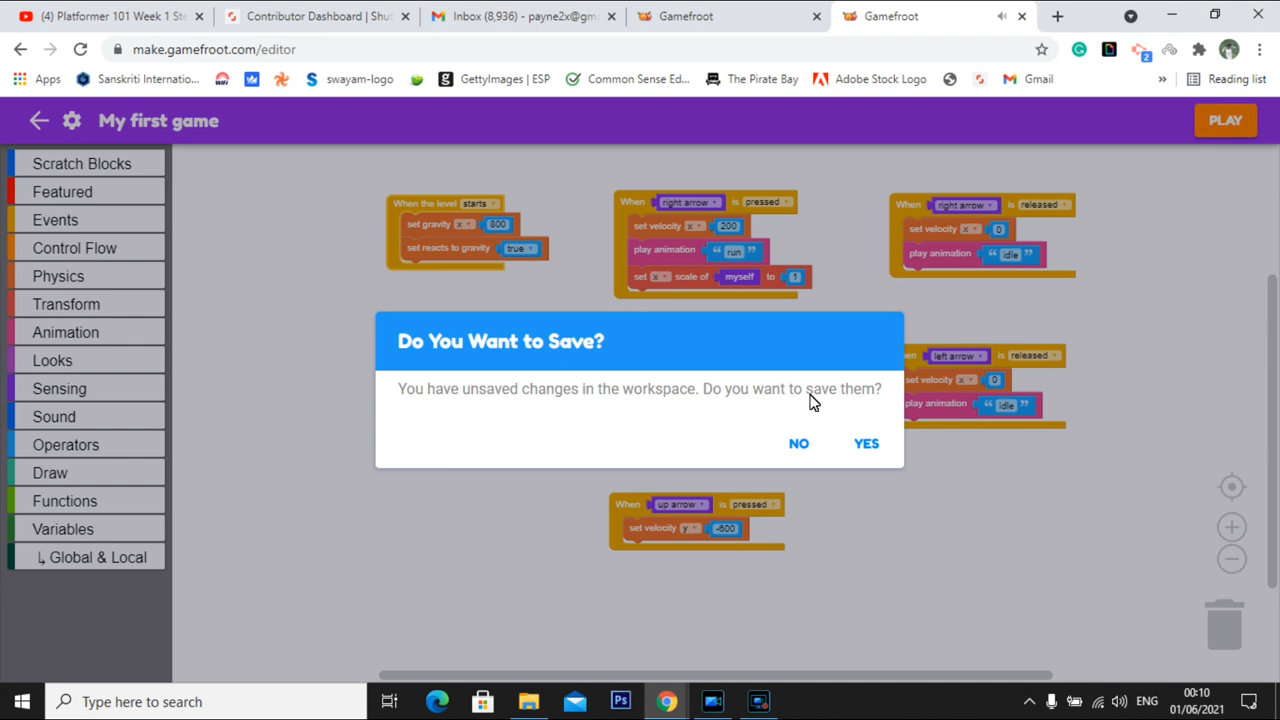 (4) Platformer 101 Week 1 Ste
Contributor Dashboard | Shut
Inbox (8,936) - payne2x@gm
Gamefroot
Gamefroot
make.gamefroot.com/editor
2
Apps
Sanskriti Internatio...
swayam-logo
GettyImages | ESP
Common Sense Ed...
The Pirate Bay
Adobe Stock Logo
Gmail
»
Reading list
My first game
PLAY
Scratch Blocks
Featured
Events
Control Flow
Physics
Transform
Animation
Looks
Sensing
Sound
Operators
Draw
Functions
Variables
↳ Global & Local
When the level starts
set gravity x 800
set reacts to gravity true
When right arrow is pressed
set velocity x 200
play animation “ run ”
set x scale of myself to 1
When right arrow is released
set velocity x 0
play animation “ idle ”
Do You Want to Save?
You have unsaved changes in the workspace. Do you want to save them?
NO
YES
left arrow is released
set velocity x 0
play animation “ idle ”
When up arrow is pressed
set velocity y -600
Type here to search
Ps
ENG
00:10
01/06/2021